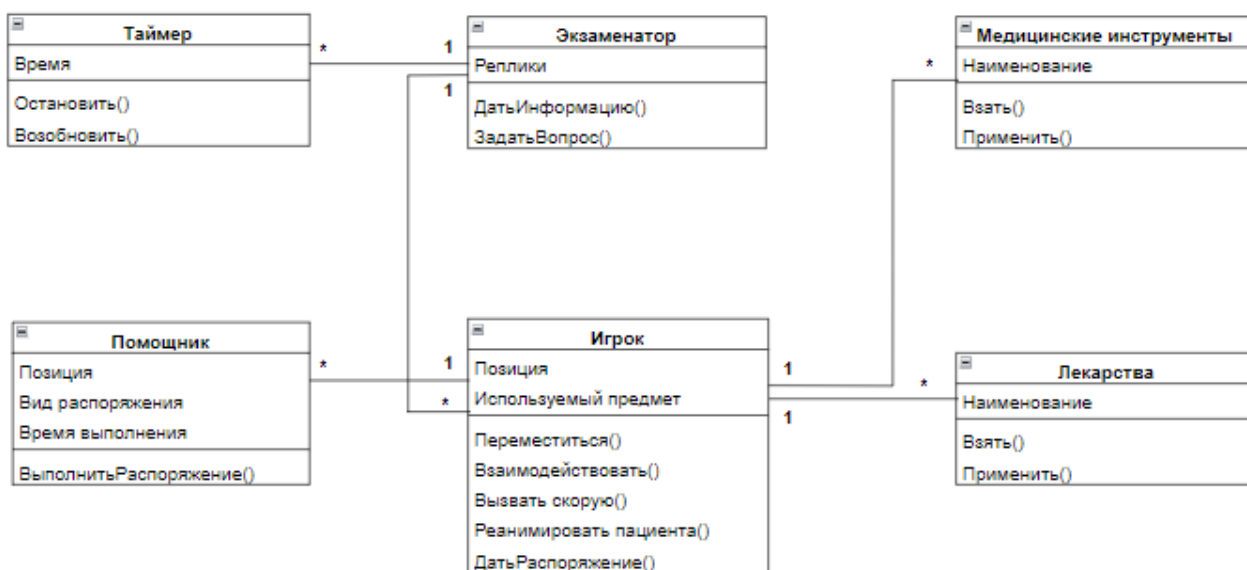 Таймер
Время
Остановить()
Возобновить()
*
1
Экзаменатор
Реплики
ДатьИнформацию()
ЗадатьВопрос()
1
*
Медицинские инструменты
Наименование
Взать()
Применить()
Помощник
Позиция
Вид распоряжения
Время выполнения
ВыполнитьРаспоряжение()
*
1
*
Игрок
Позиция
Используемый предмет
Переместиться()
Взаимодействовать()
Вызвать скорую()
Реанимировать пациента()
ДатьРаспоряжение()
1
1
*
Лекарства
Наименование
Взять()
Применить()